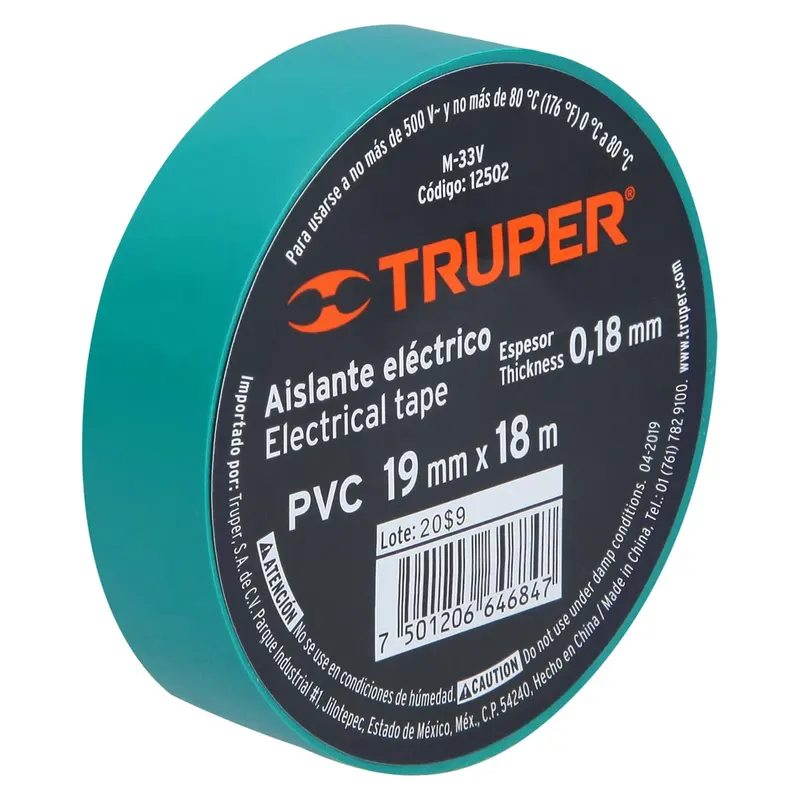 Para usarse a no más de 500 V~ y no más de 80 °C (176 °F) 0 °C a 80 °C
M-33V
Código: 12502
TRUPER®
Aislante eléctrico
Electrical tape
Espesor
Thickness
0,18 mm
PVC 19 mm x 18 m
Lote: 20$9
7 501206 646847
Importado por: Truper, S.A. de C.V. Parque Industrial #1, Jilotepec, Estado de México, Méx., C.P. 54240, Hecho en China / Made in China, Tel.: 01 (761) 782 9100. www.truper.com
ATENCIÓN No se use en condiciones de húmedad. CAUTION Do not use under damp conditions. 04-2019